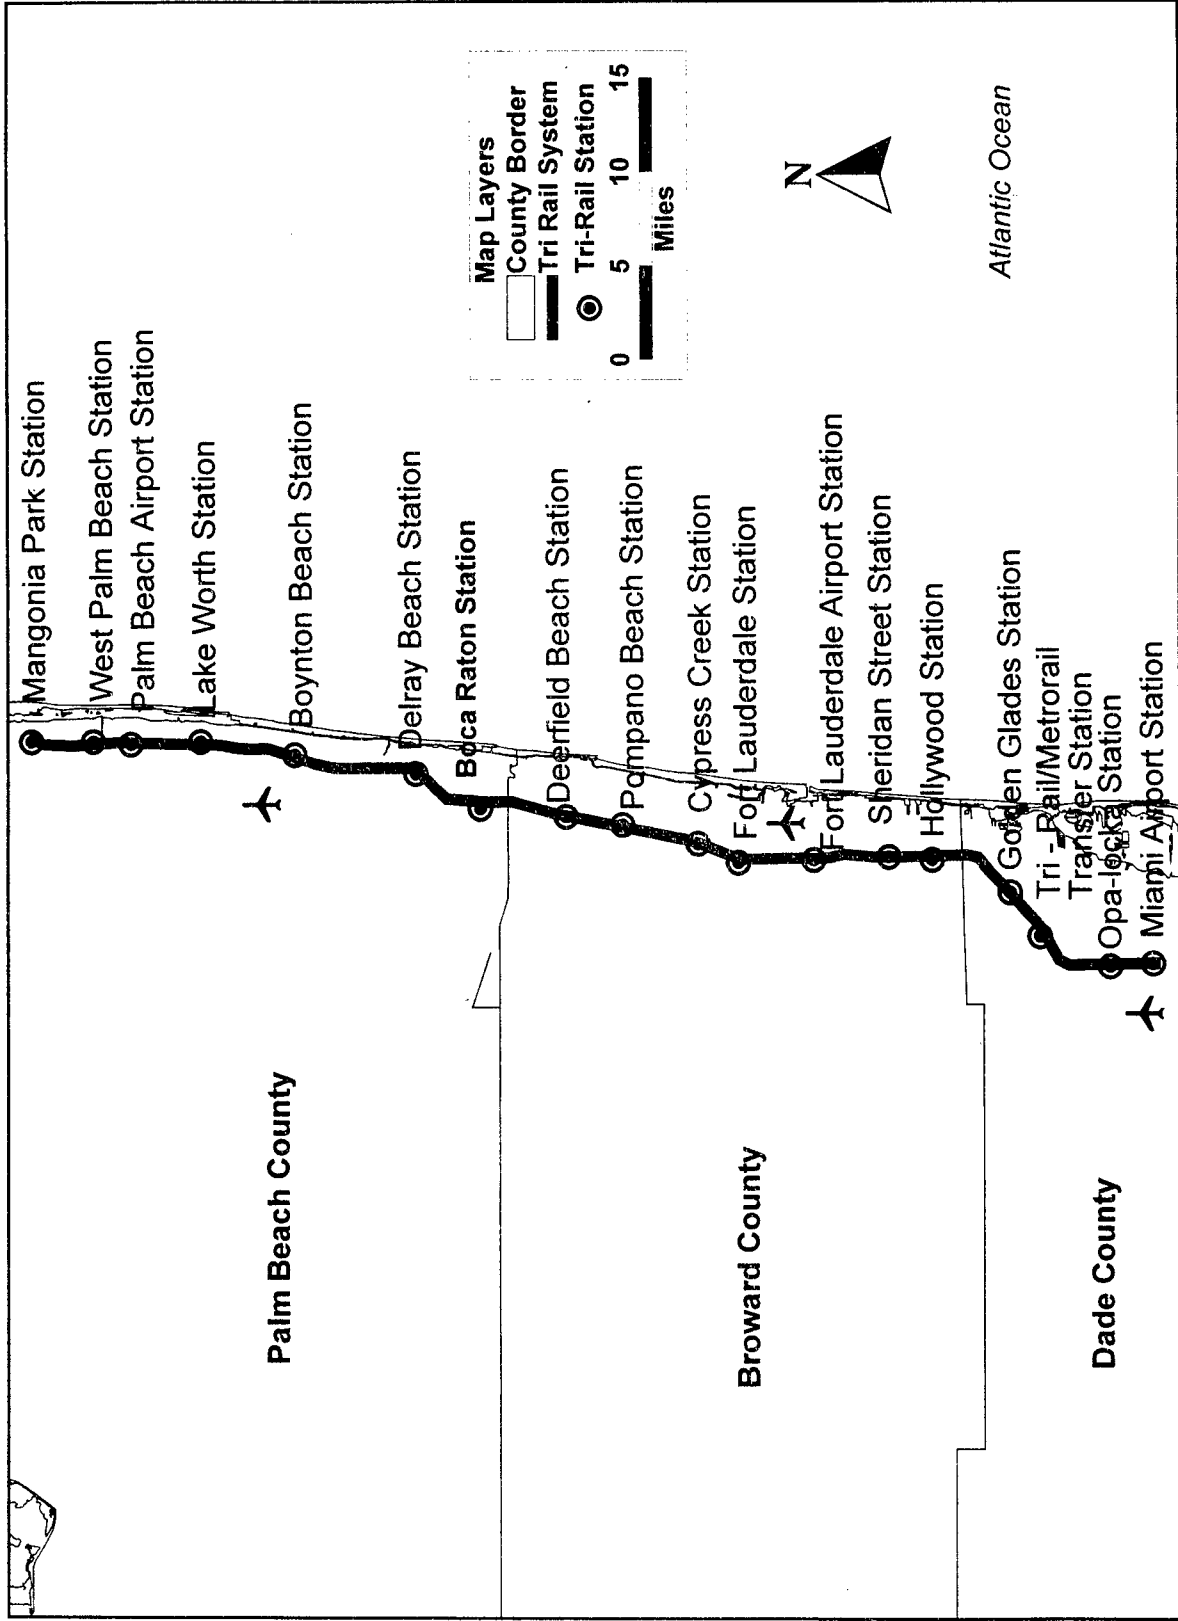 Mangonia Park Station
West Palm Beach Station
Palm Beach Airport Station
Lake Worth Station
Boynton Beach Station
Delray Beach Station
Boca Raton Station
Deerfield Beach Station
Pompano Beach Station
Cypress Creek Station
Fort Lauderdale Station
Fort Lauderdale Airport Station
Sheridan Street Station
Hollywood Station
Golden Glades Station
Tri - Rail/Metrorail
Transfer Station
Opa-locka Station
Miami Airport Station
Palm Beach County
Broward County
Dade County
Map Layers
County Border
Tri Rail System
Tri-Rail Station
0 5 10 15
Miles
N
Atlantic Ocean